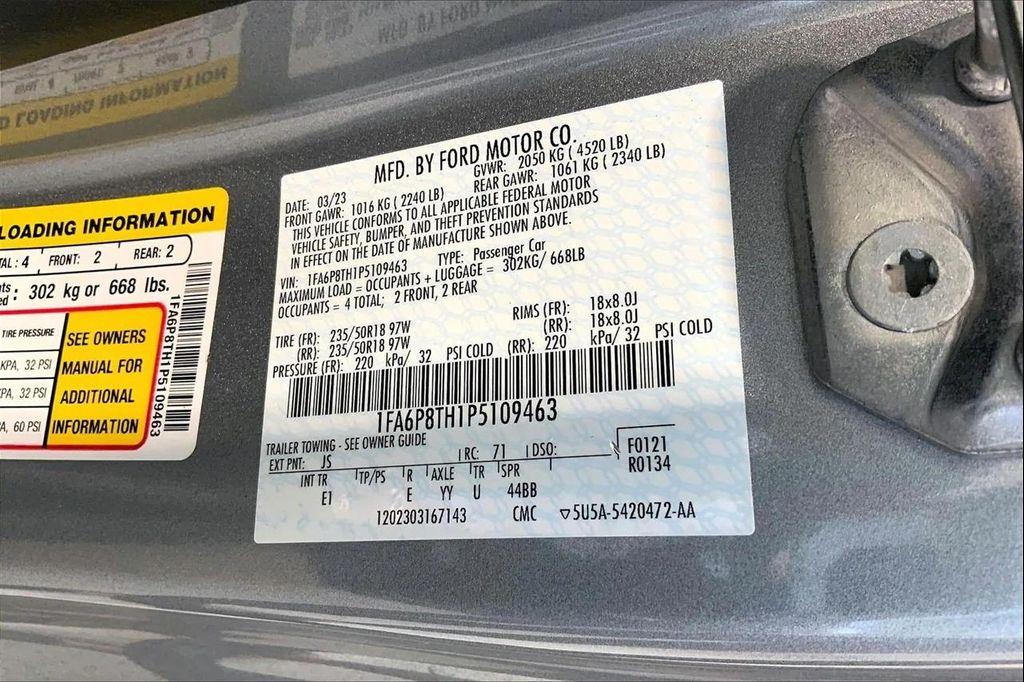 LOADING INFORMATION
TAL: 4 FRONT: 2 REAR: 2
302 kg or 668 lbs.
TIRE PRESSURE
KPA, 32 PSI
KPA, 32 PSI
KPA, 60 PSI
SEE OWNERS
MANUAL FOR
ADDITIONAL
INFORMATION
1FA6P8TH1P5109463
MFD. BY FORD MOTOR CO.
DATE: 03/23 GVWR: 2050 KG ( 4520 LB)
FRONT GAWR: 1016 KG ( 2240 LB) REAR GAWR: 1061 KG ( 2340 LB)
THIS VEHICLE CONFORMS TO ALL APPLICABLE FEDERAL MOTOR
VEHICLE SAFETY, BUMPER, AND THEFT PREVENTION STANDARDS
IN EFFECT ON THE DATE OF MANUFACTURE SHOWN ABOVE.
VIN: 1FA6P8TH1P5109463 TYPE: Passenger Car
MAXIMUM LOAD = OCCUPANTS + LUGGAGE = 302KG/ 668LB
OCCUPANTS = 4 TOTAL; 2 FRONT, 2 REAR
TIRE (FR): 235/50R18 97W RIMS (FR): 18x8.0J
(RR): 235/50R18 97W (RR): 18x8.0J
PRESSURE (FR): 220 kPa/ 32 PSI COLD (RR): 220 kPa/ 32 PSI COLD
1FA6P8TH1P5109463
TRAILER TOWING - SEE OWNER GUIDE
EXT PNT: JS RC: 71 DSO: F0121
R0134
INT TR TP/PS R AXLE TR SPR
E1 E YY U 44BB
1202303167143 CMC ▽5U5A-5420472-AA